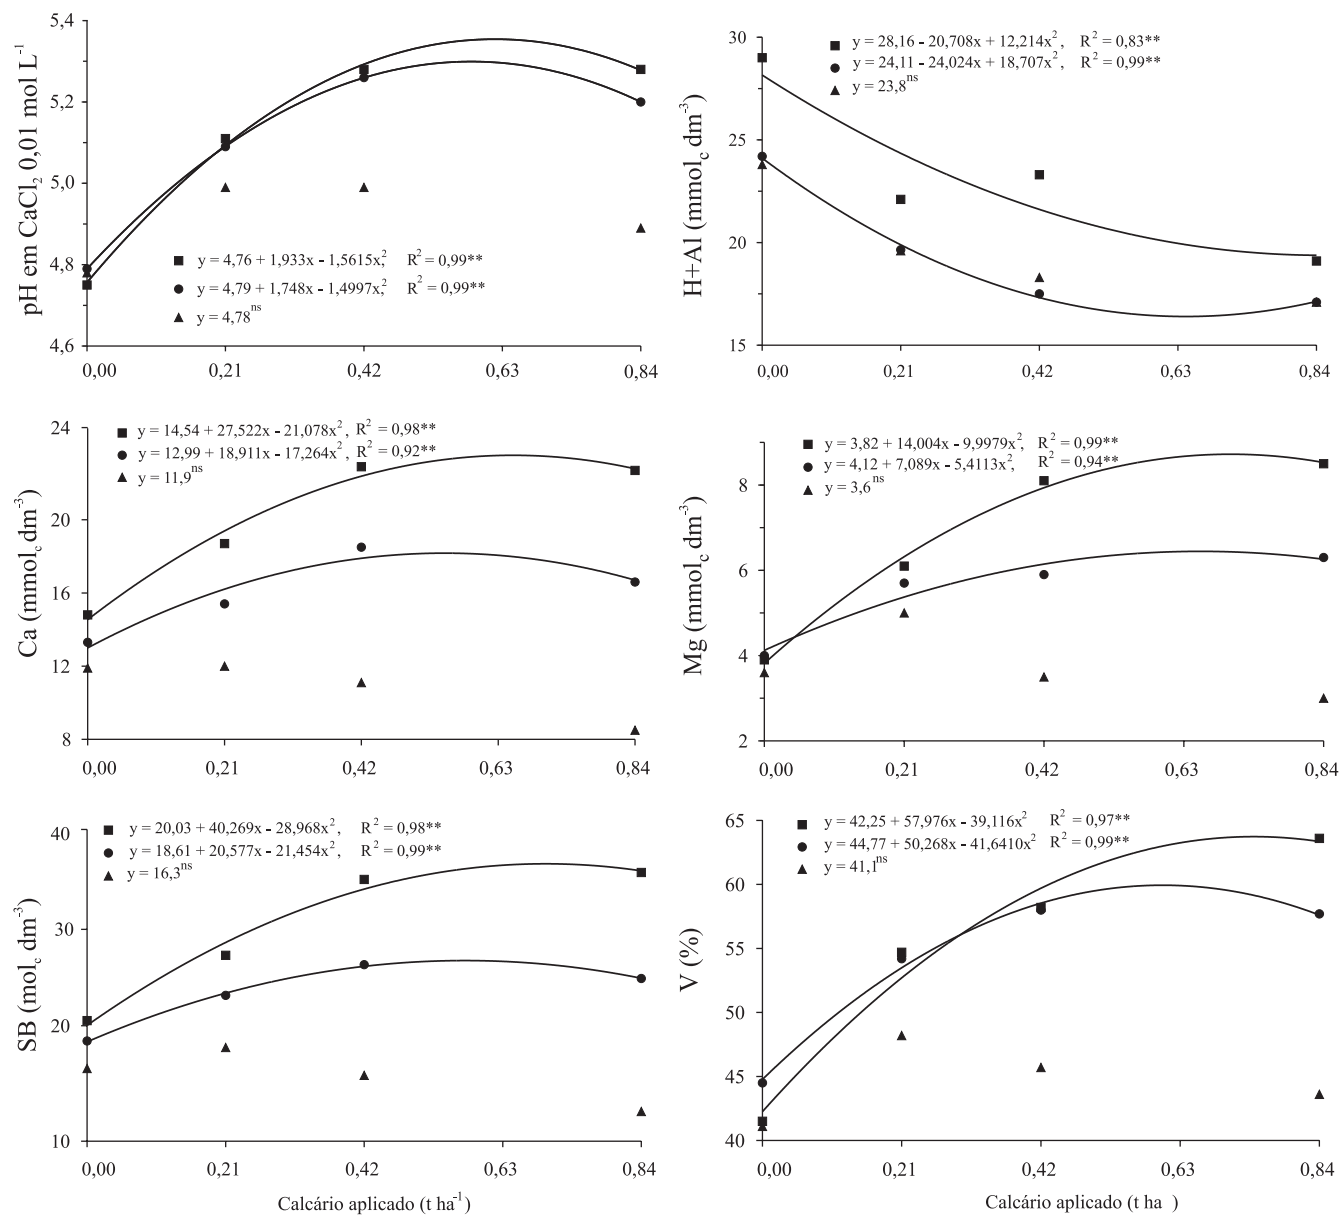 pH em CaCl₂ 0,01 mol L⁻¹
5,4
5,2
5,0
4,8
4,6
■ y = 4,76 + 1,933x - 1,5615x², R² = 0,99**
● y = 4,79 + 1,748x - 1,4997x², R² = 0,99**
▲ y = 4,78ⁿˢ
0,00 0,21 0,42 0,63 0,84
H+Al (mmol꜀ dm⁻³)
30
25
20
15
■ y = 28,16 - 20,708x + 12,214x², R² = 0,83**
● y = 24,11 - 24,024x + 18,707x², R² = 0,99**
▲ y = 23,8ⁿˢ
0,00 0,21 0,42 0,63 0,84
Ca (mmol꜀ dm⁻³)
24
20
16
12
8
■ y = 14,54 + 27,522x - 21,078x², R² = 0,98**
● y = 12,99 + 18,911x - 17,264x², R² = 0,92**
▲ y = 11,9ⁿˢ
0,00 0,21 0,42 0,63 0,84
Mg (mmol꜀ dm⁻³)
8
6
4
2
■ y = 3,82 + 14,004x - 9,9979x², R² = 0,99**
● y = 4,12 + 7,089x - 5,4113x², R² = 0,94**
▲ y = 3,6ⁿˢ
0,00 0,21 0,42 0,63 0,84
SB (mol꜀ dm⁻³)
40
30
20
10
■ y = 20,03 + 40,269x - 28,968x², R² = 0,98**
● y = 18,61 + 20,577x - 21,454x², R² = 0,99**
▲ y = 16,3ⁿˢ
0,00 0,21 0,42 0,63 0,84
Calcário aplicado (t ha⁻¹)
V (%)
65
60
55
50
45
40
■ y = 42,25 + 57,976x - 39,116x² R² = 0,97**
● y = 44,77 + 50,268x - 41,6410x² R² = 0,99**
▲ y = 41,1ⁿˢ
0,00 0,21 0,42 0,63 0,84
Calcário aplicado (t ha )